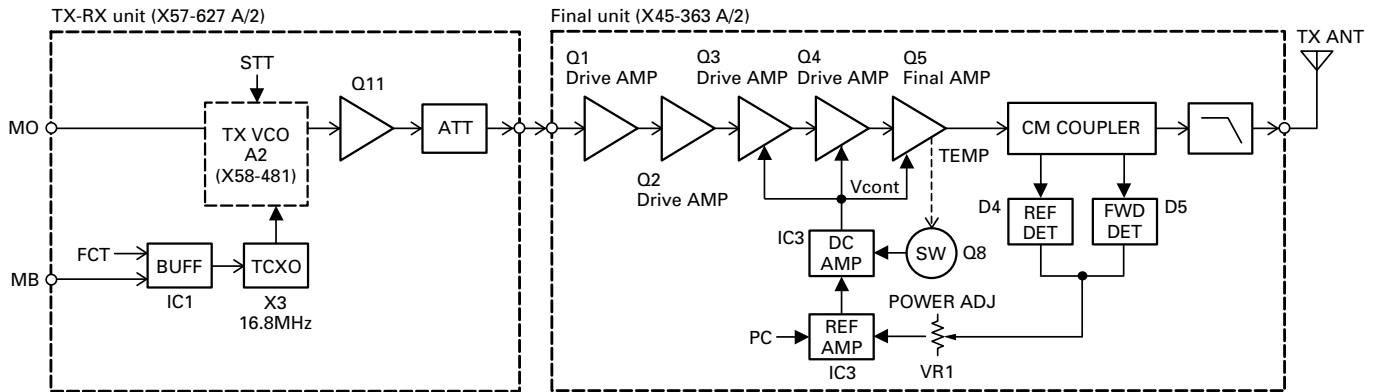 TX-RX unit (X57-627 A/2)
Final unit (X45-363 A/2)
TX ANT
STT
Q11
Q1
Drive AMP
Q3
Drive AMP
Q4
Drive AMP
Q5
Final AMP
MO
TX VCO
A2
(X58-481)
ATT
CM COUPLER
TEMP
Q2
Drive AMP
Vcont
D4
REF
DET
FWD
DET
D5
IC3
DC
AMP
SW
Q8
FCT
BUFF
TCXO
MB
IC1
X3
16.8MHz
POWER ADJ
PC
REF
AMP
IC3
VR1